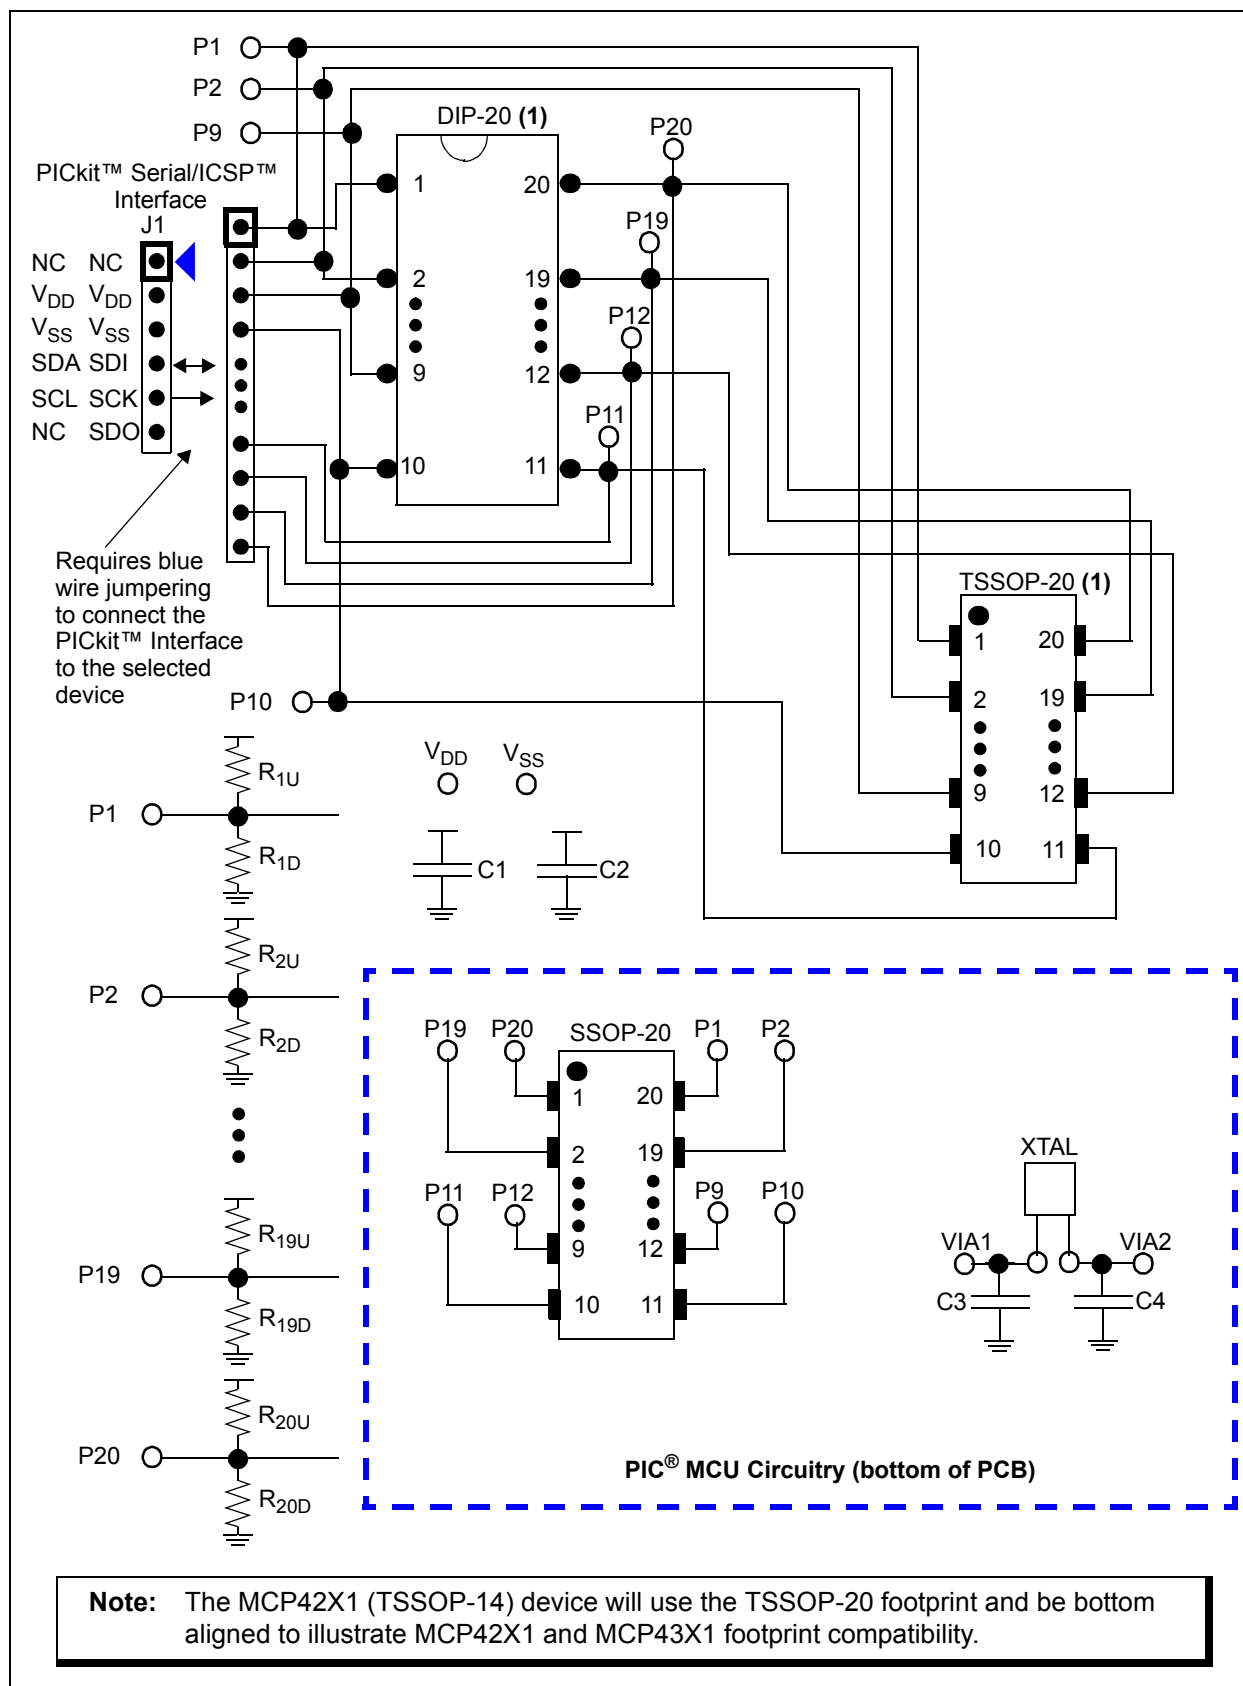 P1
P2
P9
DIP-20 (1)
P20
PICkit™ Serial/ICSP™
Interface
J1
1
20
P19
NC NC
VDD VDD
VSS VSS
SDA SDI
SCL SCK
NC SDO
2
19
P12
9
12
P11
10
11
Requires blue
wire jumpering
to connect the
PICkit™ Interface
to the selected
device
TSSOP-20 (1)
1
20
2
19
9
12
10
11
P10
VDD
VSS
R1U
P1
R1D
C1
C2
R2U
P2
R2D
R19U
P19
R19D
R20U
P20
R20D
P19
P20
SSOP-20
P1
P2
1
20
2
19
P11
P12
P9
P10
9
12
10
11
XTAL
VIA1
VIA2
C3
C4
PIC® MCU Circuitry (bottom of PCB)
Note: The MCP42X1 (TSSOP-14) device will use the TSSOP-20 footprint and be bottom
aligned to illustrate MCP42X1 and MCP43X1 footprint compatibility.